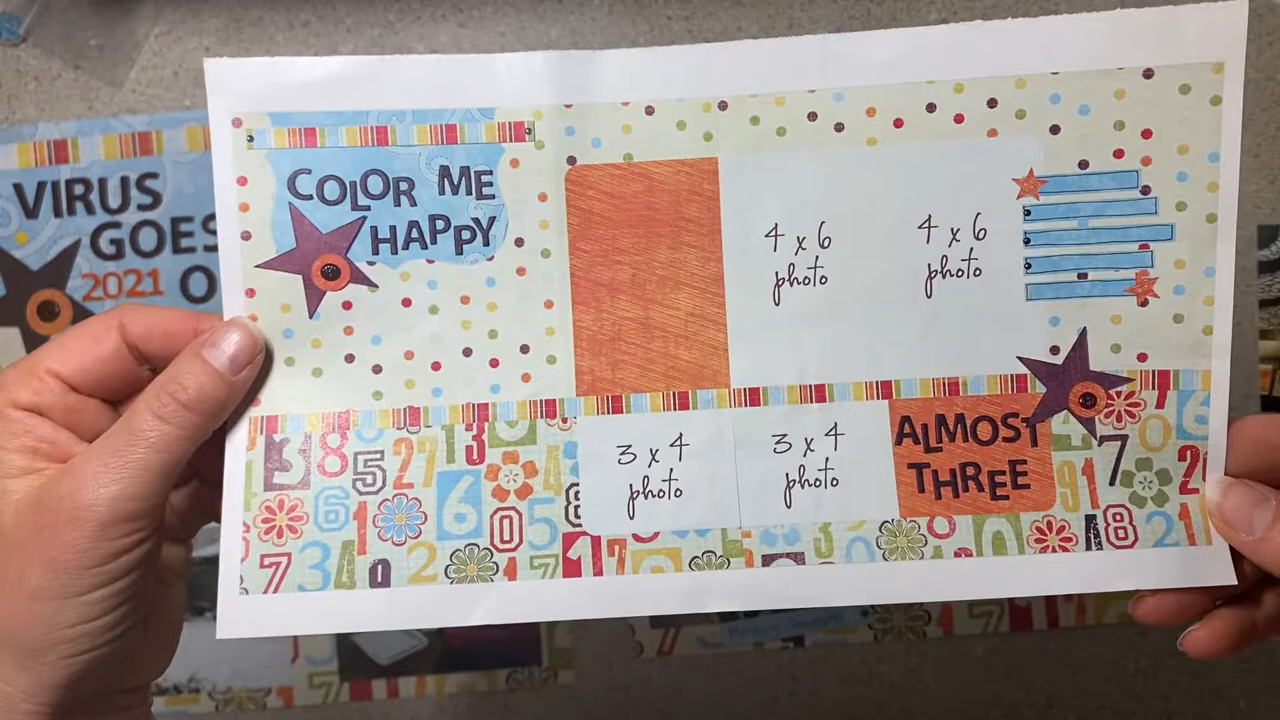 VIRUS
GOES
2021
COLOR ME
HAPPY
4 x 6
photo
4 x 6
photo
3 x 4
photo
3 x 4
photo
ALMOST
THREE